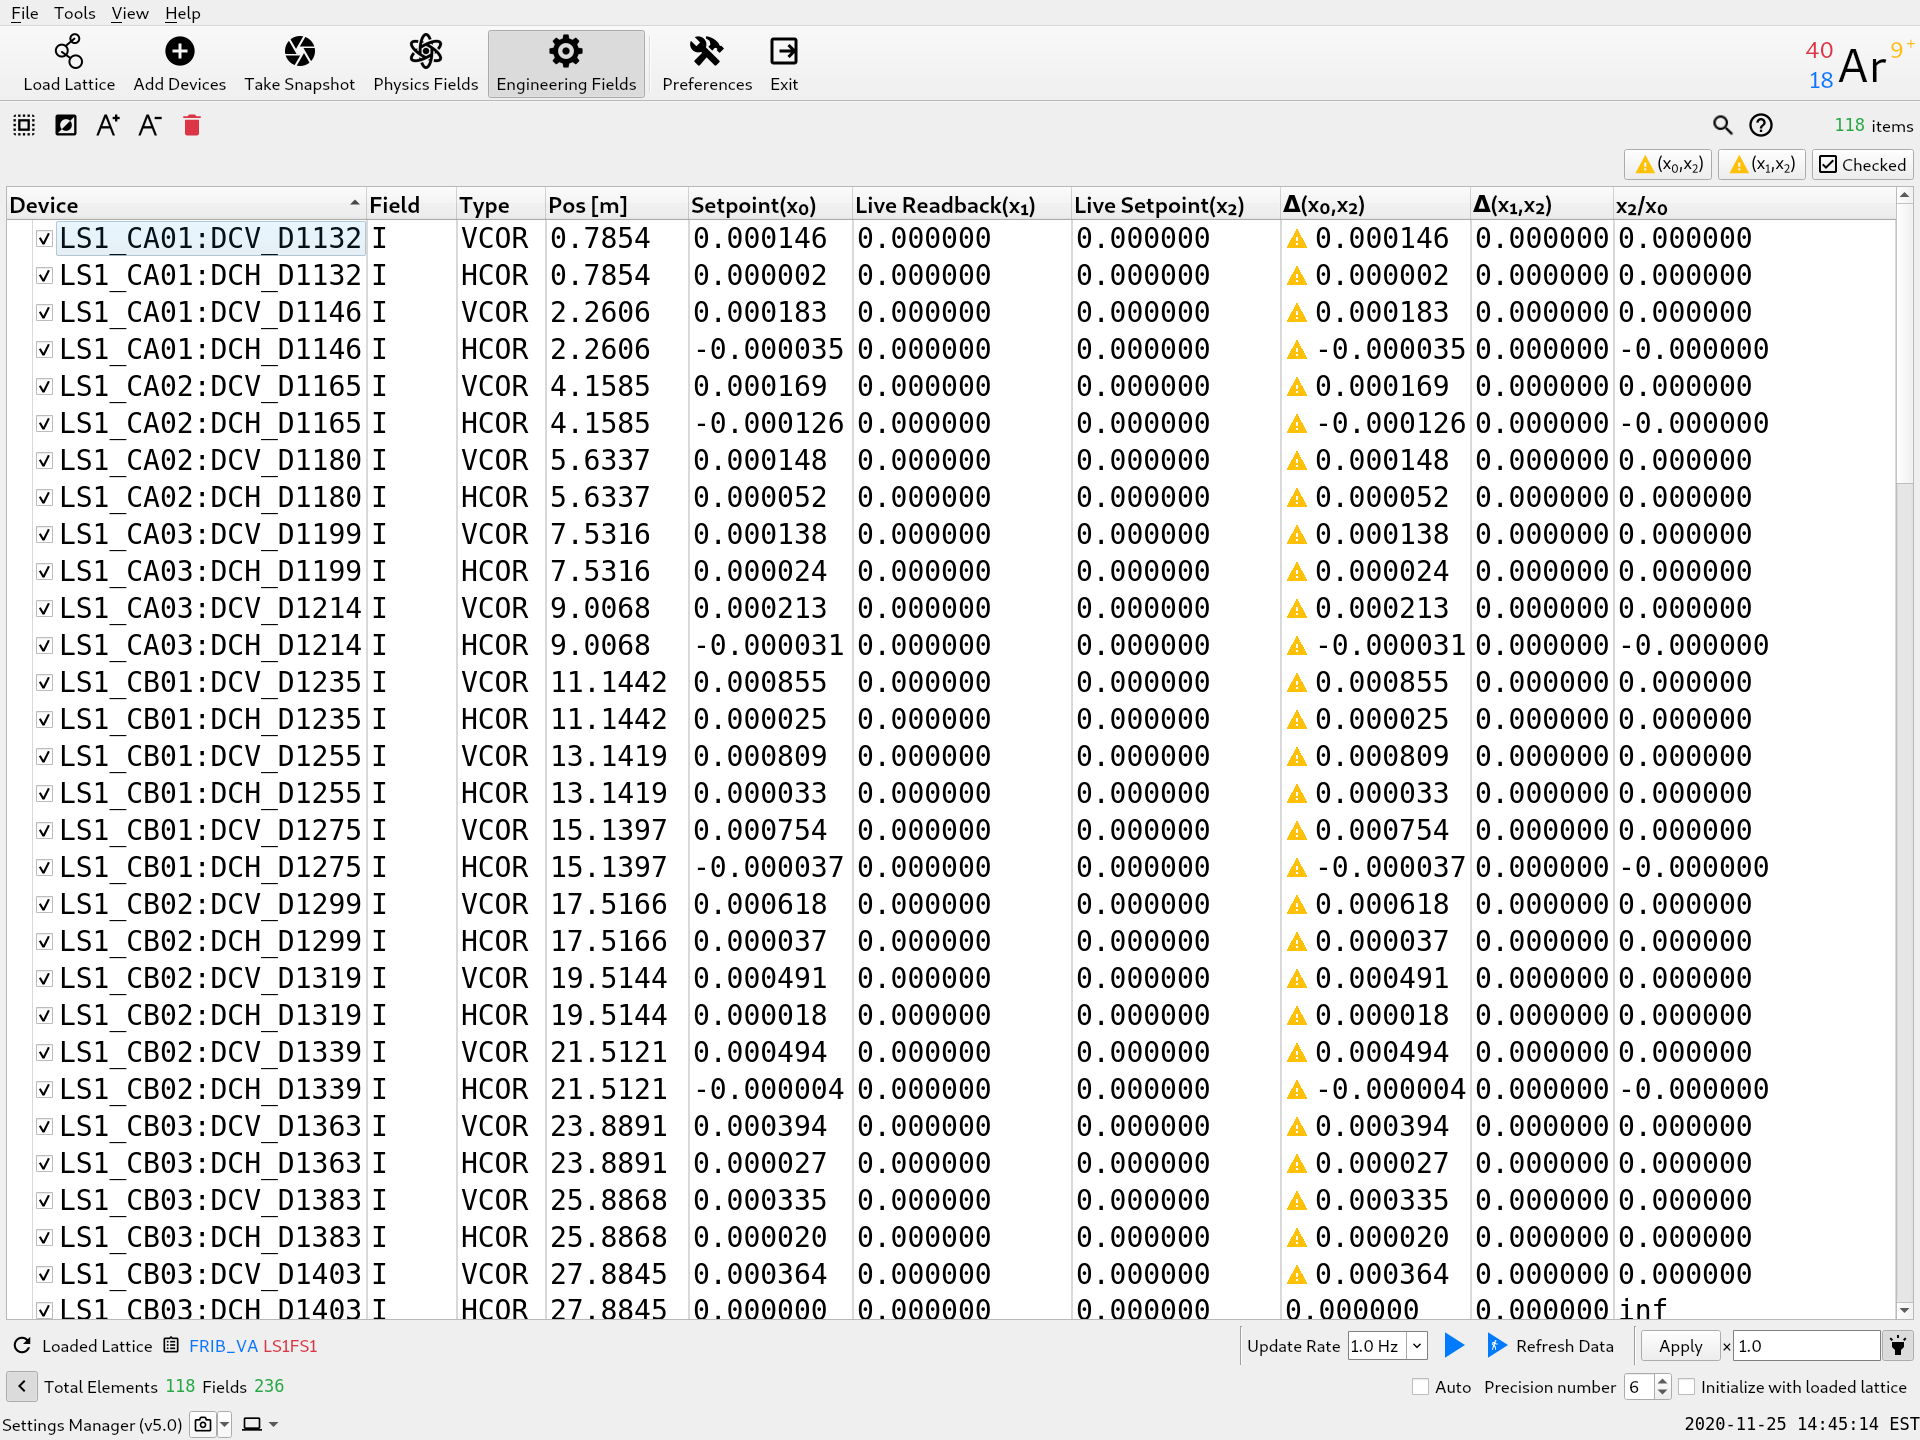 File Tools View Help
Load Lattice Add Devices Take Snapshot Physics Fields Engineering Fields Preferences Exit
40 18 Ar 9+
A+ A- 118 items
(x₀,x₂) (x₁,x₂) Checked
Device Field Type Pos [m] Setpoint(x₀) Live Readback(x₁) Live Setpoint(x₂) Δ(x₀,x₂) Δ(x₁,x₂) x₂/x₀
LS1_CA01:DCV_D1132 I VCOR 0.7854 0.000146 0.000000 0.000000 0.000146 0.000000 0.000000
LS1_CA01:DCH_D1132 I HCOR 0.7854 0.000002 0.000000 0.000000 0.000002 0.000000 0.000000
LS1_CA01:DCV_D1146 I VCOR 2.2606 0.000183 0.000000 0.000000 0.000183 0.000000 0.000000
LS1_CA01:DCH_D1146 I HCOR 2.2606 -0.000035 0.000000 0.000000 -0.000035 0.000000 -0.000000
LS1_CA02:DCV_D1165 I VCOR 4.1585 0.000169 0.000000 0.000000 0.000169 0.000000 0.000000
LS1_CA02:DCH_D1165 I HCOR 4.1585 -0.000126 0.000000 0.000000 -0.000126 0.000000 -0.000000
LS1_CA02:DCV_D1180 I VCOR 5.6337 0.000148 0.000000 0.000000 0.000148 0.000000 0.000000
LS1_CA02:DCH_D1180 I HCOR 5.6337 0.000052 0.000000 0.000000 0.000052 0.000000 0.000000
LS1_CA03:DCV_D1199 I VCOR 7.5316 0.000138 0.000000 0.000000 0.000138 0.000000 0.000000
LS1_CA03:DCH_D1199 I HCOR 7.5316 0.000024 0.000000 0.000000 0.000024 0.000000 0.000000
LS1_CA03:DCV_D1214 I VCOR 9.0068 0.000213 0.000000 0.000000 0.000213 0.000000 0.000000
LS1_CA03:DCH_D1214 I HCOR 9.0068 -0.000031 0.000000 0.000000 -0.000031 0.000000 -0.000000
LS1_CB01:DCV_D1235 I VCOR 11.1442 0.000855 0.000000 0.000000 0.000855 0.000000 0.000000
LS1_CB01:DCH_D1235 I HCOR 11.1442 0.000025 0.000000 0.000000 0.000025 0.000000 0.000000
LS1_CB01:DCV_D1255 I VCOR 13.1419 0.000809 0.000000 0.000000 0.000809 0.000000 0.000000
LS1_CB01:DCH_D1255 I HCOR 13.1419 0.000033 0.000000 0.000000 0.000033 0.000000 0.000000
LS1_CB01:DCV_D1275 I VCOR 15.1397 0.000754 0.000000 0.000000 0.000754 0.000000 0.000000
LS1_CB01:DCH_D1275 I HCOR 15.1397 -0.000037 0.000000 0.000000 -0.000037 0.000000 -0.000000
LS1_CB02:DCV_D1299 I VCOR 17.5166 0.000618 0.000000 0.000000 0.000618 0.000000 0.000000
LS1_CB02:DCH_D1299 I HCOR 17.5166 0.000037 0.000000 0.000000 0.000037 0.000000 0.000000
LS1_CB02:DCV_D1319 I VCOR 19.5144 0.000491 0.000000 0.000000 0.000491 0.000000 0.000000
LS1_CB02:DCH_D1319 I HCOR 19.5144 0.000018 0.000000 0.000000 0.000018 0.000000 0.000000
LS1_CB02:DCV_D1339 I VCOR 21.5121 0.000494 0.000000 0.000000 0.000494 0.000000 0.000000
LS1_CB02:DCH_D1339 I HCOR 21.5121 -0.000004 0.000000 0.000000 -0.000004 0.000000 -0.000000
LS1_CB03:DCV_D1363 I VCOR 23.8891 0.000394 0.000000 0.000000 0.000394 0.000000 0.000000
LS1_CB03:DCH_D1363 I HCOR 23.8891 0.000027 0.000000 0.000000 0.000027 0.000000 0.000000
LS1_CB03:DCV_D1383 I VCOR 25.8868 0.000335 0.000000 0.000000 0.000335 0.000000 0.000000
LS1_CB03:DCH_D1383 I HCOR 25.8868 0.000020 0.000000 0.000000 0.000020 0.000000 0.000000
LS1_CB03:DCV_D1403 I VCOR 27.8845 0.000364 0.000000 0.000000 0.000364 0.000000 0.000000
LS1_CB03:DCH_D1403 I HCOR 27.8845 0.000000 0.000000 0.000000 0.000000 0.000000 inf
Loaded Lattice FRIB_VA LS1FS1 Update Rate 1.0 Hz Refresh Data Apply × 1.0
Total Elements 118 Fields 236 Auto Precision number 6 Initialize with loaded lattice
Settings Manager (v5.0) 2020-11-25 14:45:14 EST